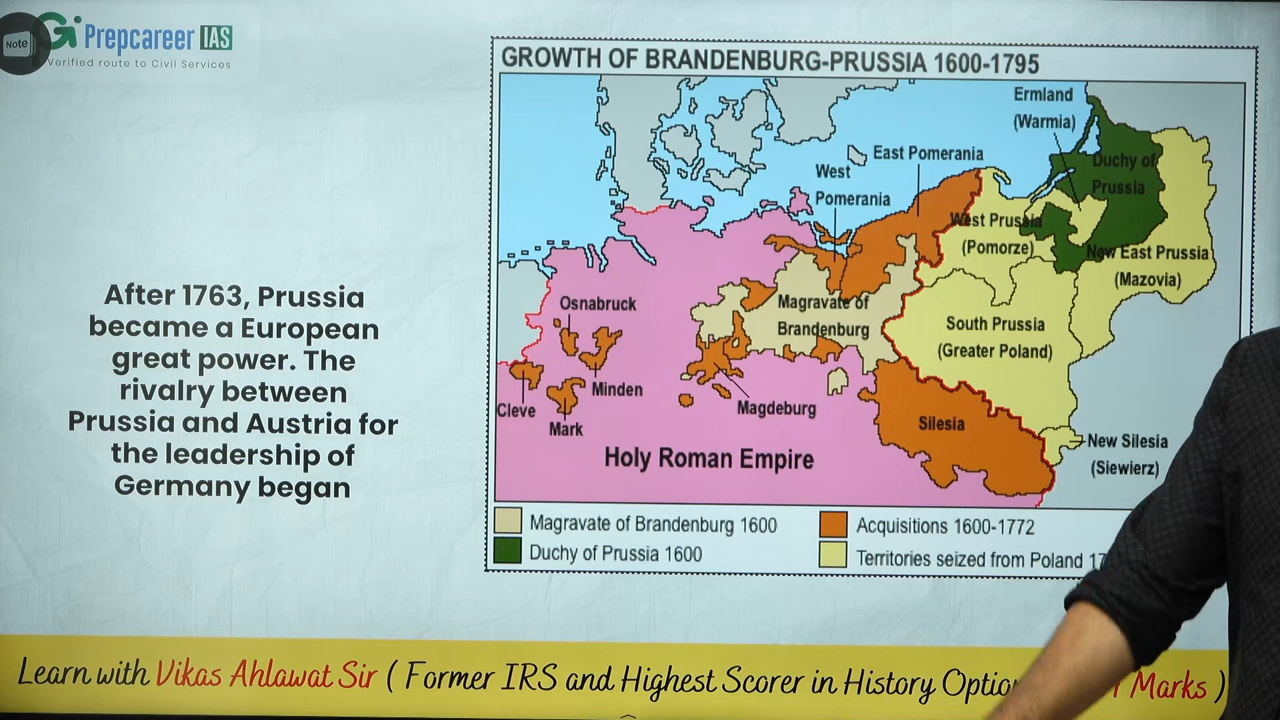 Note
Gi Prepcareer IAS
Verified route to Civil Services
GROWTH OF BRANDENBURG-PRUSSIA 1600-1795
Ermland
(Warmia)
East Pomerania
West
Pomerania
Duchy of
Prussia
West Prussia
(Pomorze)
New East Prussia
(Mazovia)
Osnabruck
Magravate of
Brandenburg
South Prussia
(Greater Poland)
Minden
Cleve
Mark
Magdeburg
Silesia
New Silesia
(Siewierz)
Holy Roman Empire
Magravate of Brandenburg 1600
Acquisitions 1600-1772
Duchy of Prussia 1600
Territories seized from Poland
After 1763, Prussia
became a European
great power. The
rivalry between
Prussia and Austria for
the leadership of
Germany began
Learn with Vikas Ahlawat Sir ( Former IRS and Highest Scorer in History Marks )